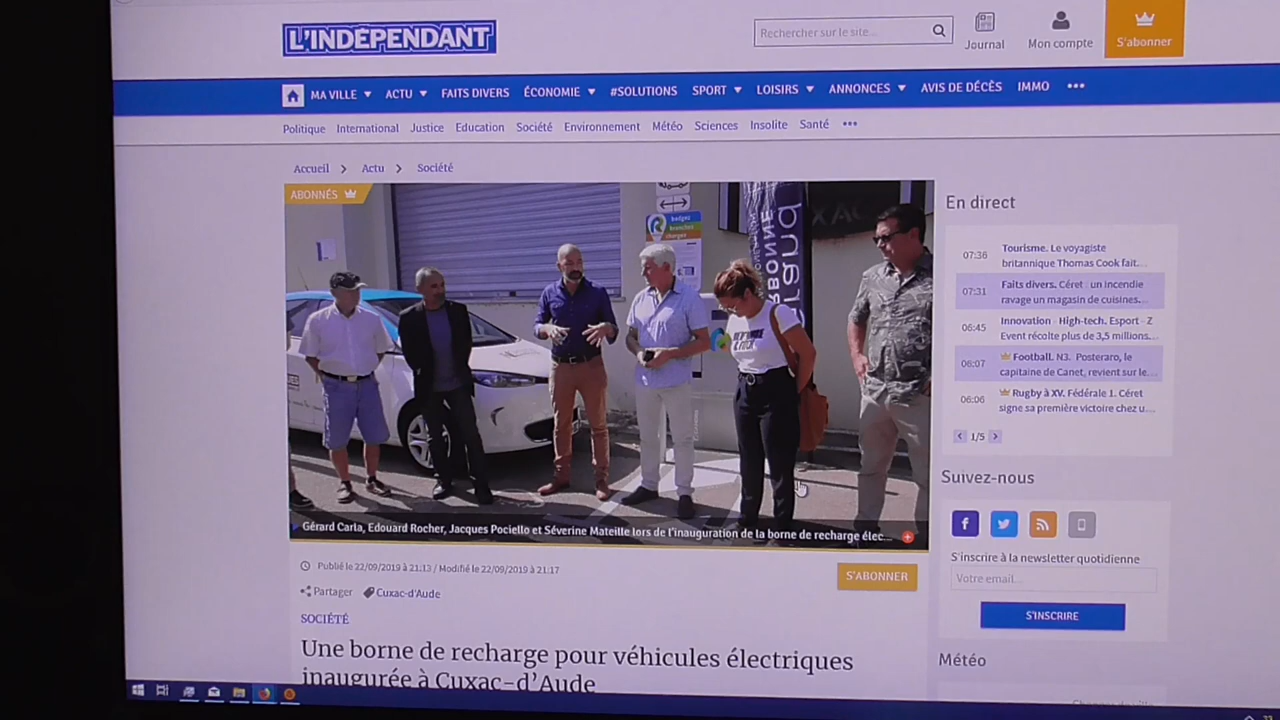 L'INDÉPENDANT
Rechercher sur le site...
Journal
Mon compte
S'abonner
MA VILLE ACTU FAITS DIVERS ÉCONOMIE #SOLUTIONS SPORT LOISIRS ANNONCES AVIS DE DÉCÈS IMMO •••
Politique International Justice Education Société Environnement Météo Sciences Insolite Santé •••
Accueil > Actu > Société
ABONNÉS
badgez
branchez
chargez
Gérard Carla, Edouard Rocher, Jacques Pociello et Séverine Mateille lors de l'inauguration de la borne de recharge élec...
Publié le 22/09/2019 à 21:13 / Modifié le 22/09/2019 à 21:17
S'ABONNER
Partager Cuxac-d'Aude
SOCIÉTÉ
Une borne de recharge pour véhicules électriques
inaugurée à Cuxac-d'Aude
En direct
07:36 Tourisme. Le voyagiste
britannique Thomas Cook fait...
07:31 Faits divers. Céret : un incendie
ravage un magasin de cuisines...
06:45 Innovation - High-tech. Esport - Z
Event récolte plus de 3,5 millions...
06:07 Football. N3. Posteraro, le
capitaine de Canet, revient sur le...
06:06 Rugby à XV. Fédérale 1. Céret
signe sa première victoire chez u...
< 1/5 >
Suivez-nous
S'inscrire à la newsletter quotidienne
Votre email...
S'INSCRIRE
Météo